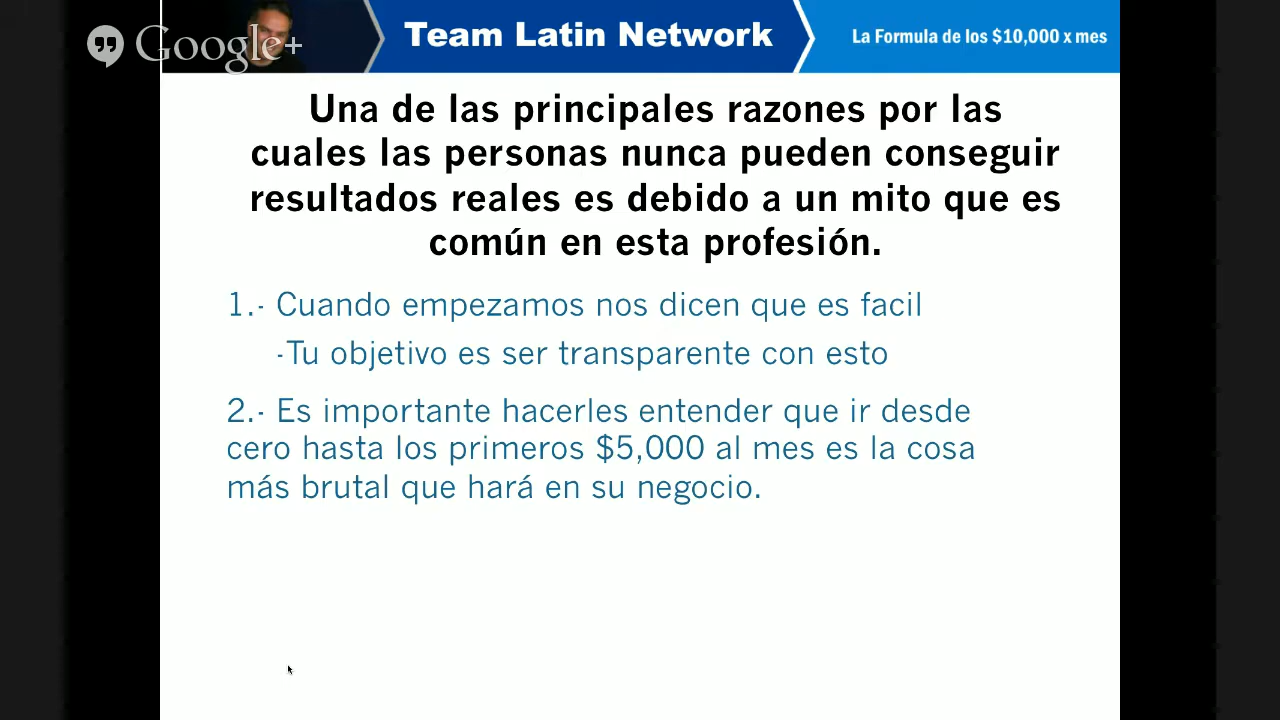 Google+
Team Latin Network
La Formula de los $10,000 x mes
Una de las principales razones por las
cuales las personas nunca pueden conseguir
resultados reales es debido a un mito que es
común en esta profesión.
1.- Cuando empezamos nos dicen que es facil
-Tu objetivo es ser transparente con esto
2.- Es importante hacerles entender que ir desde
cero hasta los primeros $5,000 al mes es la cosa
más brutal que hará en su negocio.